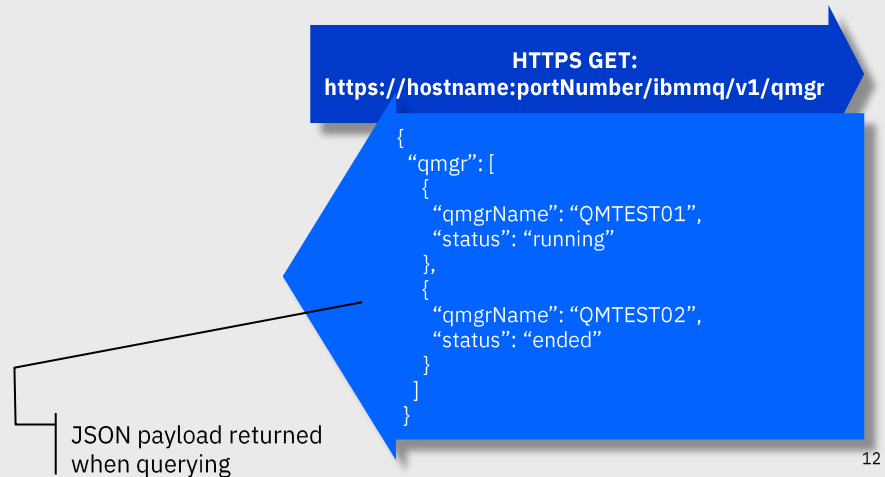 HTTPS GET:
https://hostname:portNumber/ibmmq/v1/qmgr
{
“qmgr”: [
{
“qmgrName”: “QMTEST01”,
“status”: “running”
},
{
“qmgrName”: “QMTEST02”,
“status”: “ended”
}
]
}
JSON payload returned
when querying
12